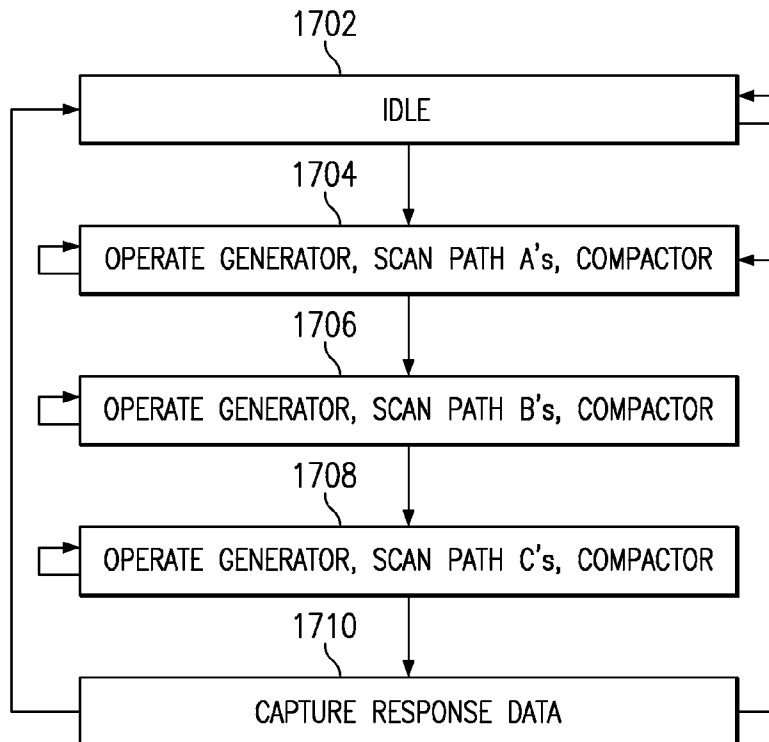 1702
IDLE
1704
OPERATE GENERATOR, SCAN PATH A's, COMPACTOR
1706
OPERATE GENERATOR, SCAN PATH B's, COMPACTOR
1708
OPERATE GENERATOR, SCAN PATH C's, COMPACTOR
1710
CAPTURE RESPONSE DATA